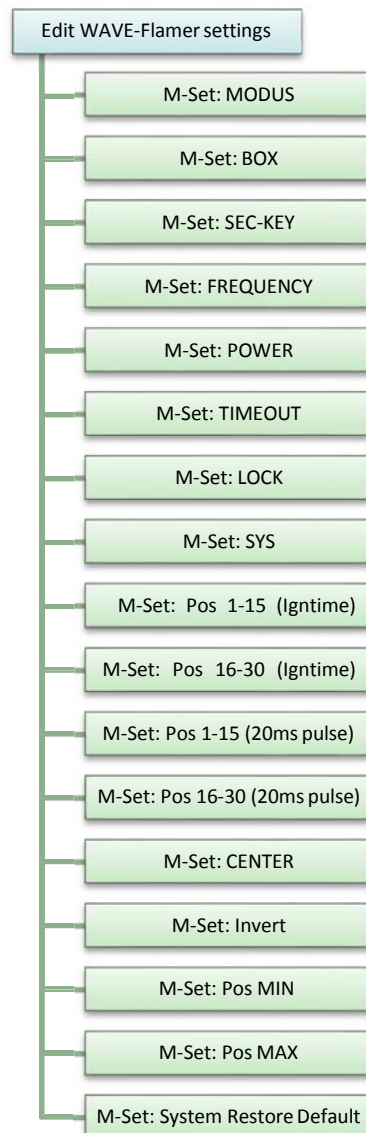 Edit WAVE-Flamer settings
M-Set: MODUS
M-Set: BOX
M-Set: SEC-KEY
M-Set: FREQUENCY
M-Set: POWER
M-Set: TIMEOUT
M-Set: LOCK
M-Set: SYS
M-Set: Pos 1-15 (Igntime)
M-Set: Pos 16-30 (Igntime)
M-Set: Pos 1-15 (20ms pulse)
M-Set: Pos 16-30 (20ms pulse)
M-Set: CENTER
M-Set: Invert
M-Set: Pos MIN
M-Set: Pos MAX
M-Set: System Restore Default